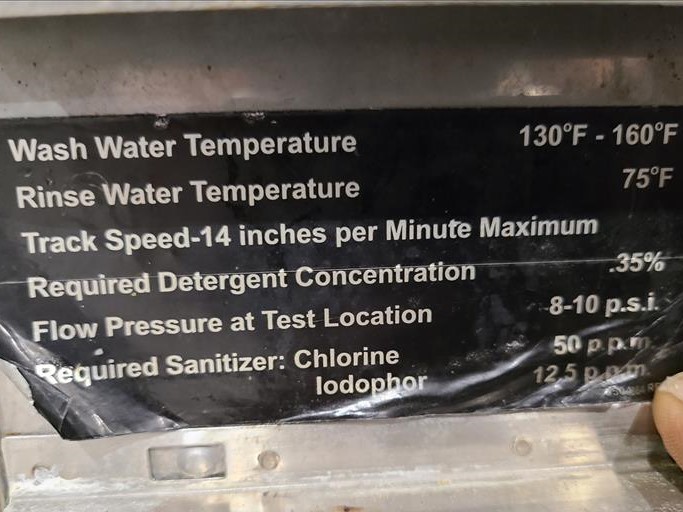 Wash Water Temperature 130°F - 160°F
Rinse Water Temperature 75°F
Track Speed-14 inches per Minute Maximum
Required Detergent Concentration .35%
Flow Pressure at Test Location 8-10 p.s.i.
Required Sanitizer: Chlorine 50 p.p.m.
Iodophor 12.5 p.p.m.